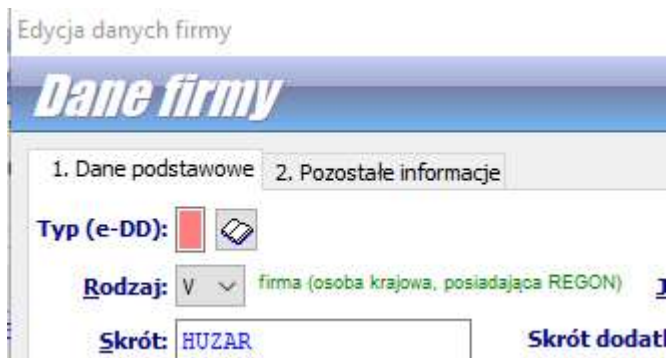 Edycja danych firmy
Dane firmy
1. Dane podstawowe 2. Pozostałe informacje
Typ (e-DD):
Rodzaj: V firma (osoba krajowa, posiadająca REGON)
Skrót: HUZAR Skrót